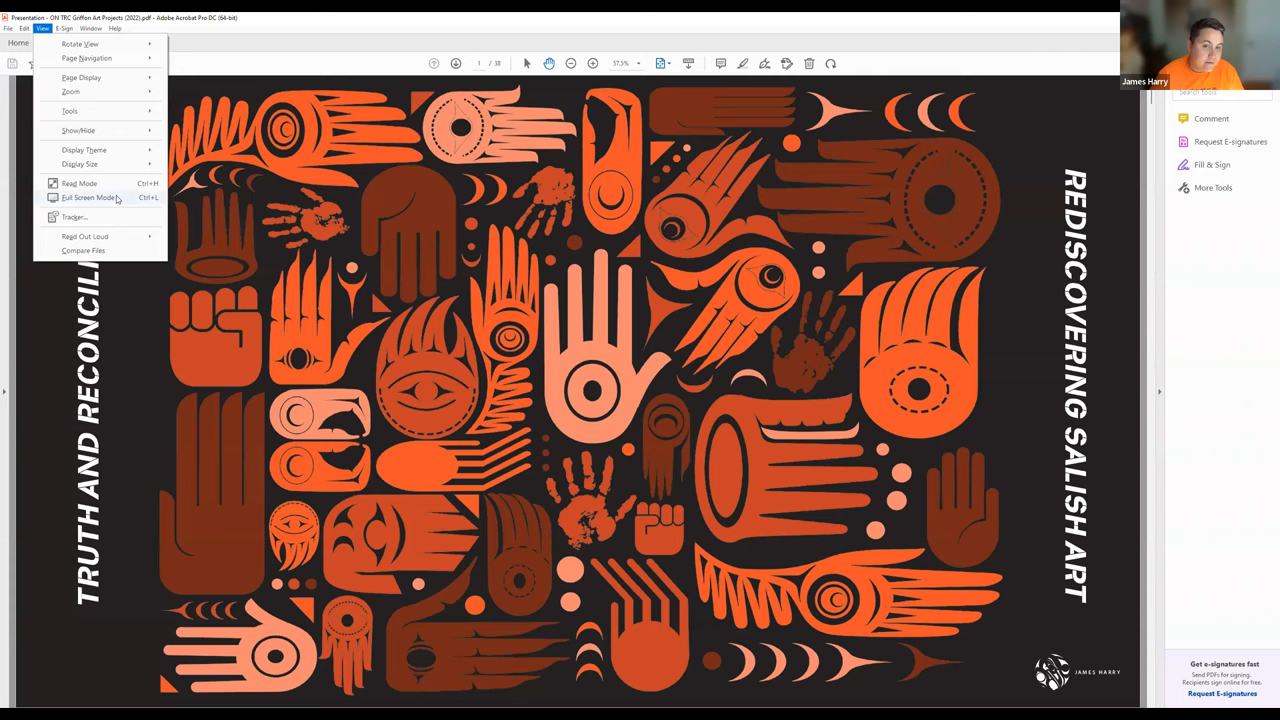 Presentation - ON TRC Griffon Art Projects (2022).pdf - Adobe Acrobat Pro DC (64-bit)
File Edit View E-Sign Window Help
Home
1 / 38
57.5%
Rotate View
Page Navigation
Page Display
Zoom
Tools
Show/Hide
Display Theme
Display Size
Read Mode Ctrl+H
Full Screen Mode Ctrl+L
Tracker...
Read Out Loud
Compare Files
TRUTH AND RECONCILI
REDISCOVERING SALISH ART
JAMES HARRY
James Harry
Search tools
Comment
Request E-signatures
Fill & Sign
More Tools
Get e-signatures fast
Send PDFs for signing.
Recipients sign online for free.
Request E-signatures